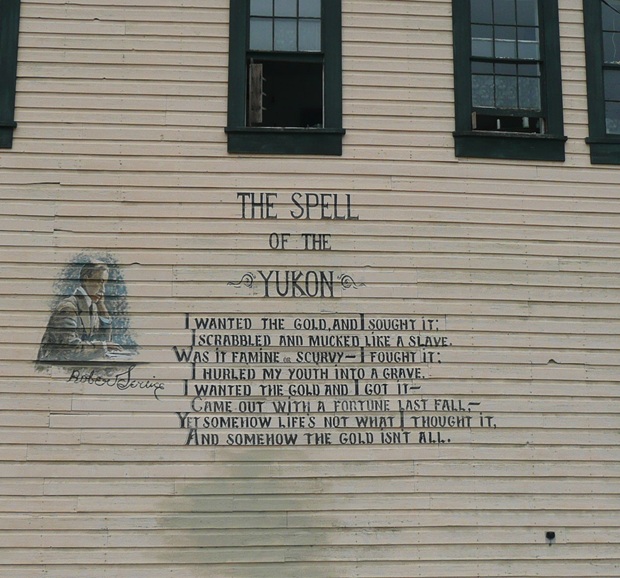 THE SPELL
OF THE
YUKON
I WANTED THE GOLD, AND I SOUGHT IT;
I SCRABBLED AND MUCKED LIKE A SLAVE.
WAS IT FAMINE OR SCURVY— I FOUGHT IT;
I HURLED MY YOUTH INTO A GRAVE.
I WANTED THE GOLD AND I GOT IT—
CAME OUT WITH A FORTUNE LAST FALL,—
YET SOMEHOW LIFE'S NOT WHAT I THOUGHT IT,
AND SOMEHOW THE GOLD ISN'T ALL.
Robert Service